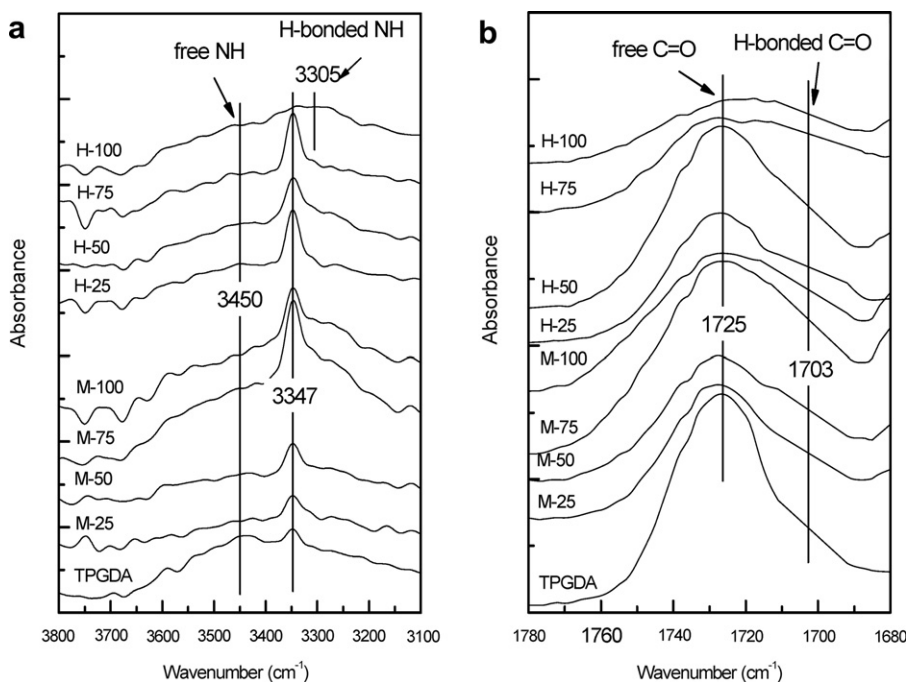 a
free NH
H-bonded NH
3305
H-100
H-75
H-50
H-25
3450
M-100
3347
M-75
M-50
M-25
TPGDA
Absorbance
3800 3700 3600 3500 3400 3300 3200 3100
Wavenumber (cm⁻¹)
b
free C=O
H-bonded C=O
H-100
H-75
H-50
1725
H-25
M-100
1703
M-75
M-50
M-25
TPGDA
Absorbance
1780 1760 1740 1720 1700 1680
Wavenumber (cm⁻¹)